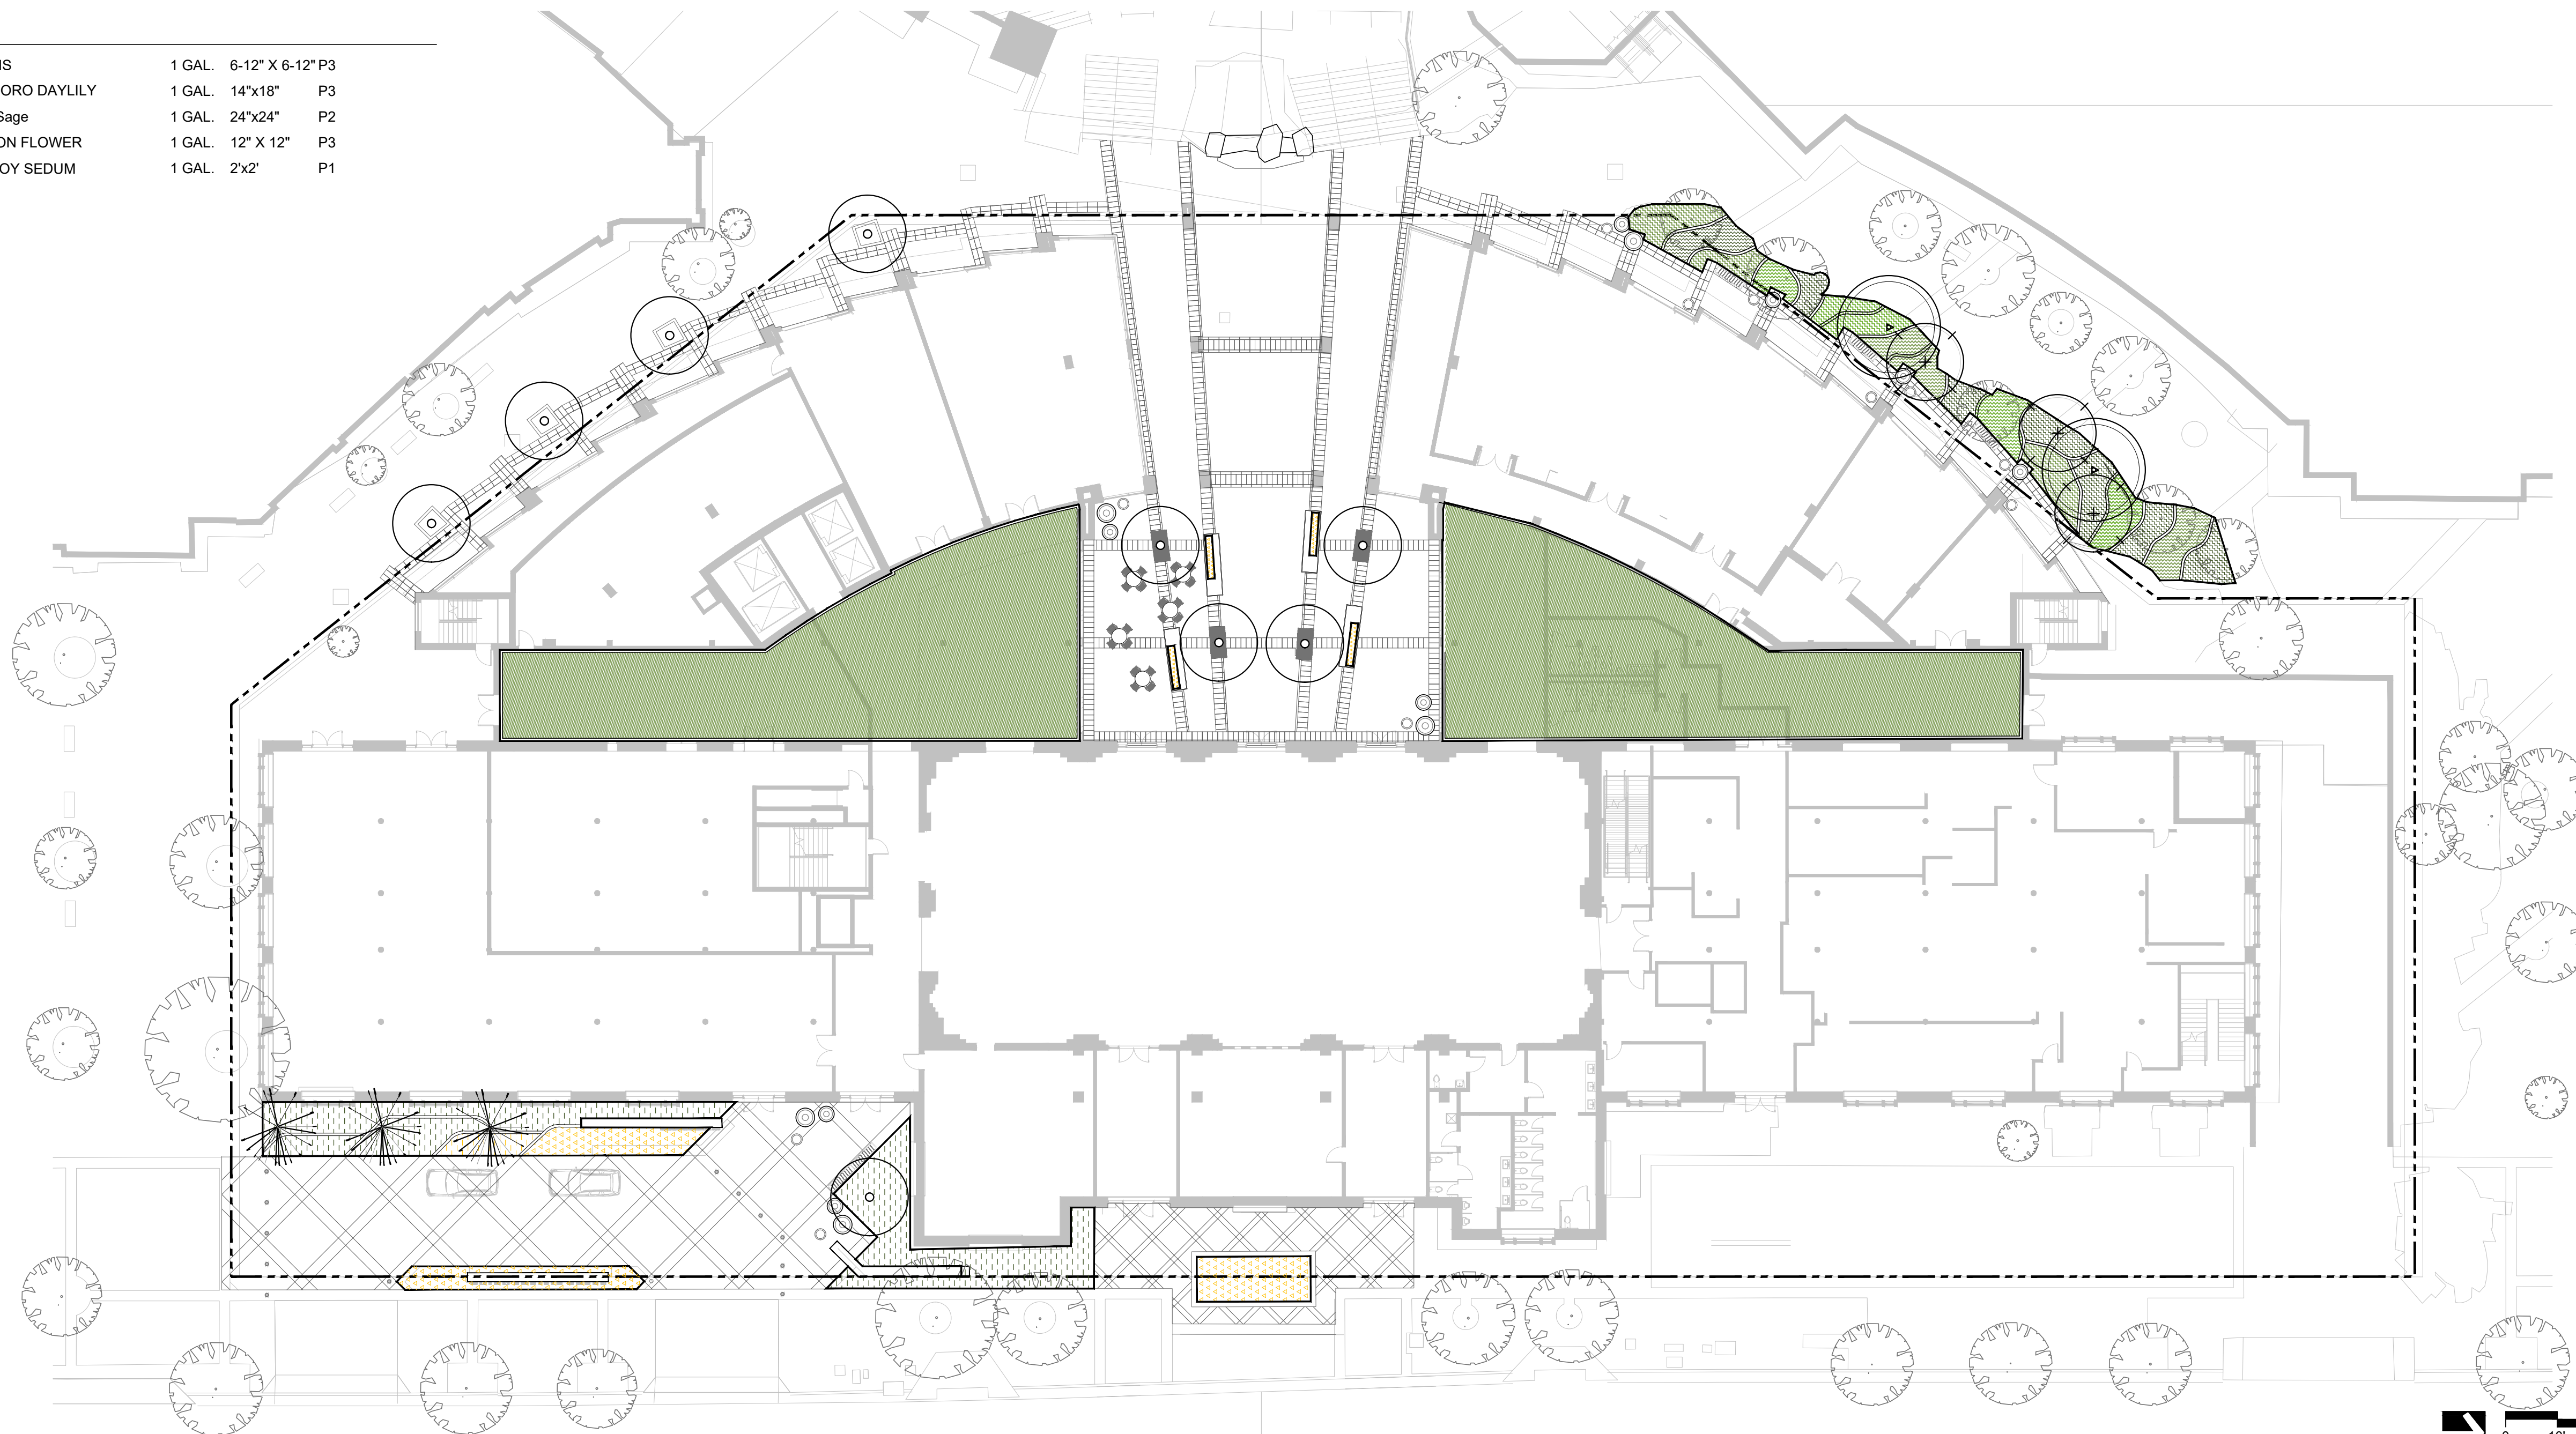 IS 1 GAL. 6-12" X 6-12" P3
ORO DAYLILY 1 GAL. 14"x18" P3
Sage 1 GAL. 24"x24" P2
ON FLOWER 1 GAL. 12" X 12" P3
OY SEDUM 1 GAL. 2'x2' P1